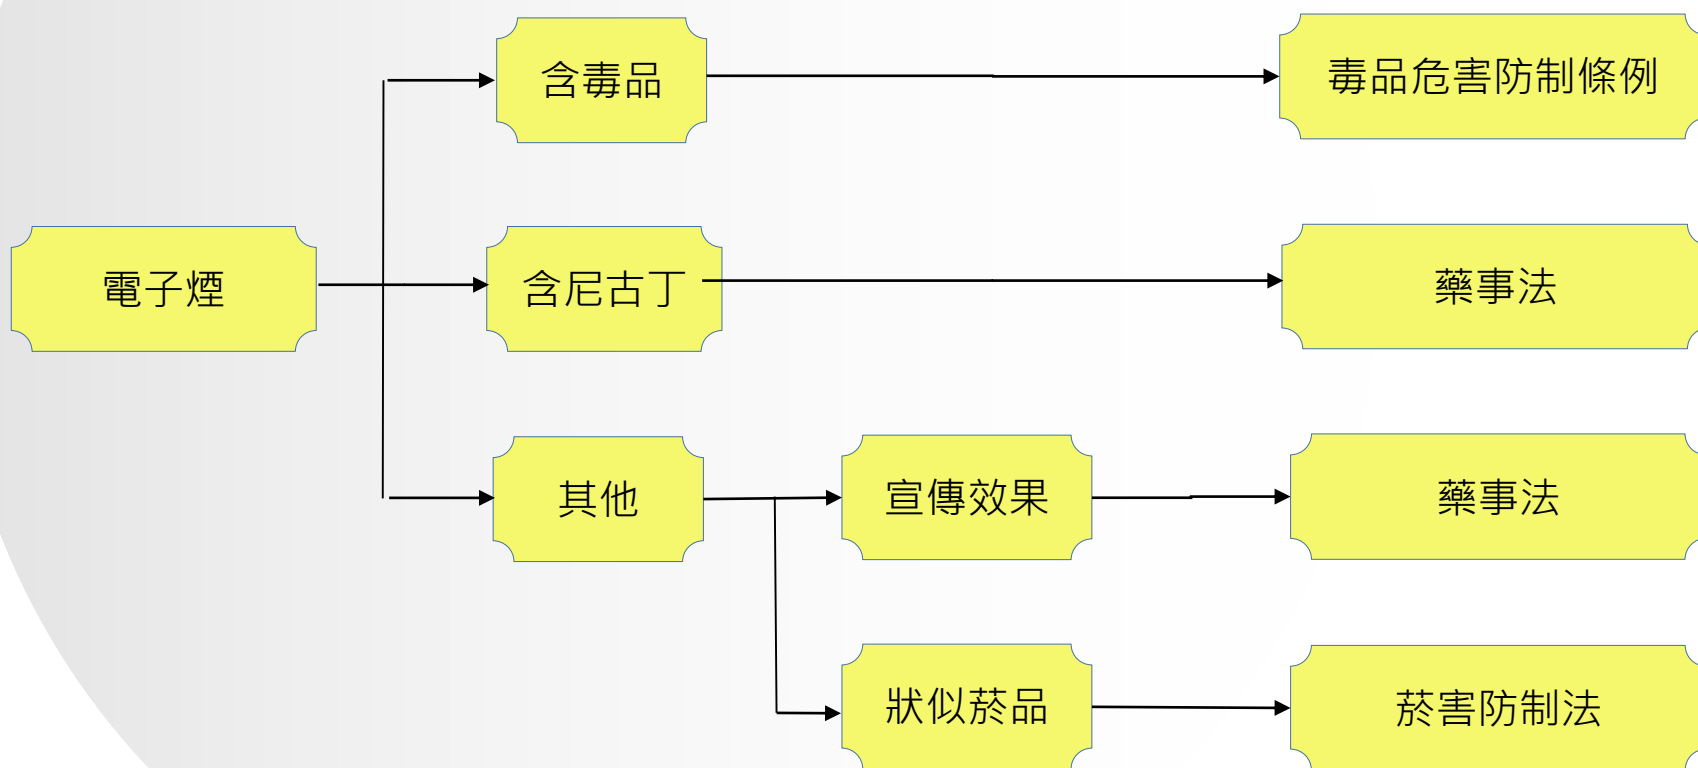 含毒品
毒品危害防制條例
電子煙
含尼古丁
藥事法
其他
宣傳效果
藥事法
狀似菸品
菸害防制法